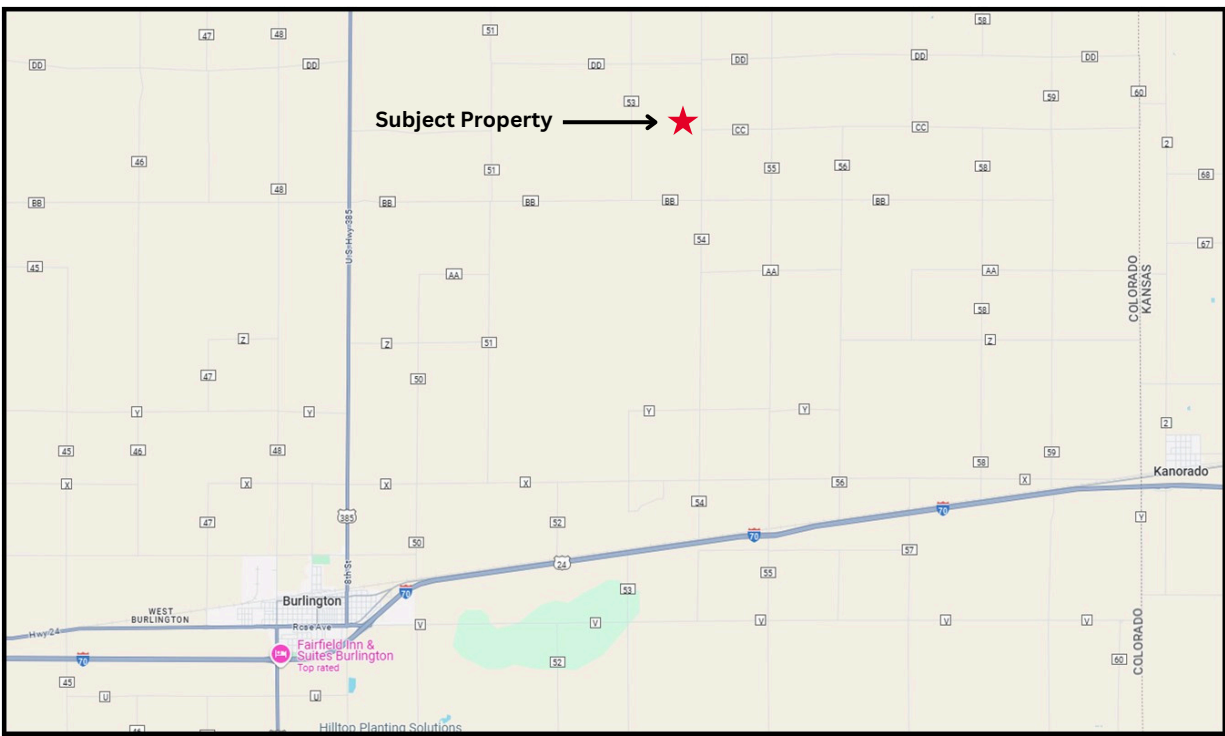 58
51
47
48
DD
DD
DD
DD
DD
DD
53
59
60
Subject Property
CC
CC
2
46
51
55
56
58
68
48
BB
BB
BB
BB
BB
U.S. Hwy 385
54
67
45
AA
AA
AA
COLORADO
KANSAS
58
Z
Z
51
Z
47
50
Y
Y
Y
Y
2
45
46
48
58
59
Kanorado
X
X
X
X
X
56
54
70
385
47
52
Y
70
50
57
24
8th St
55
70
53
Burlington
WEST
BURLINGTON
Rose Ave
V
V
V
V
V
COLORADO
Hwy 24
70
Fairfield Inn &
Suites Burlington
Top rated
52
60
45
U
U
Hilltop Planting Solutions